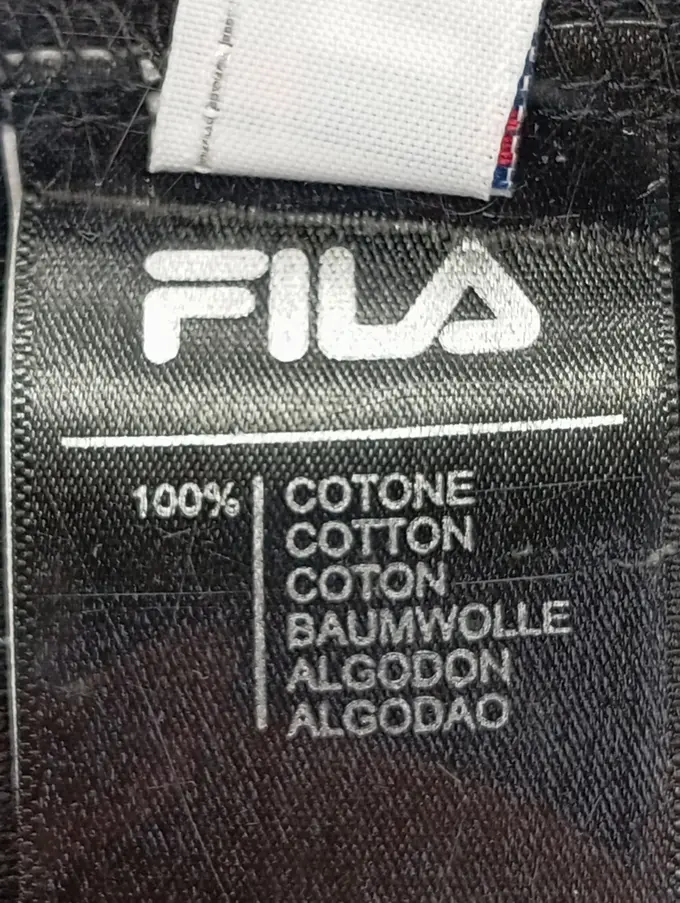 FILA
100% COTONE
COTTON
COTON
BAUMWOLLE
ALGODON
ALGODAO